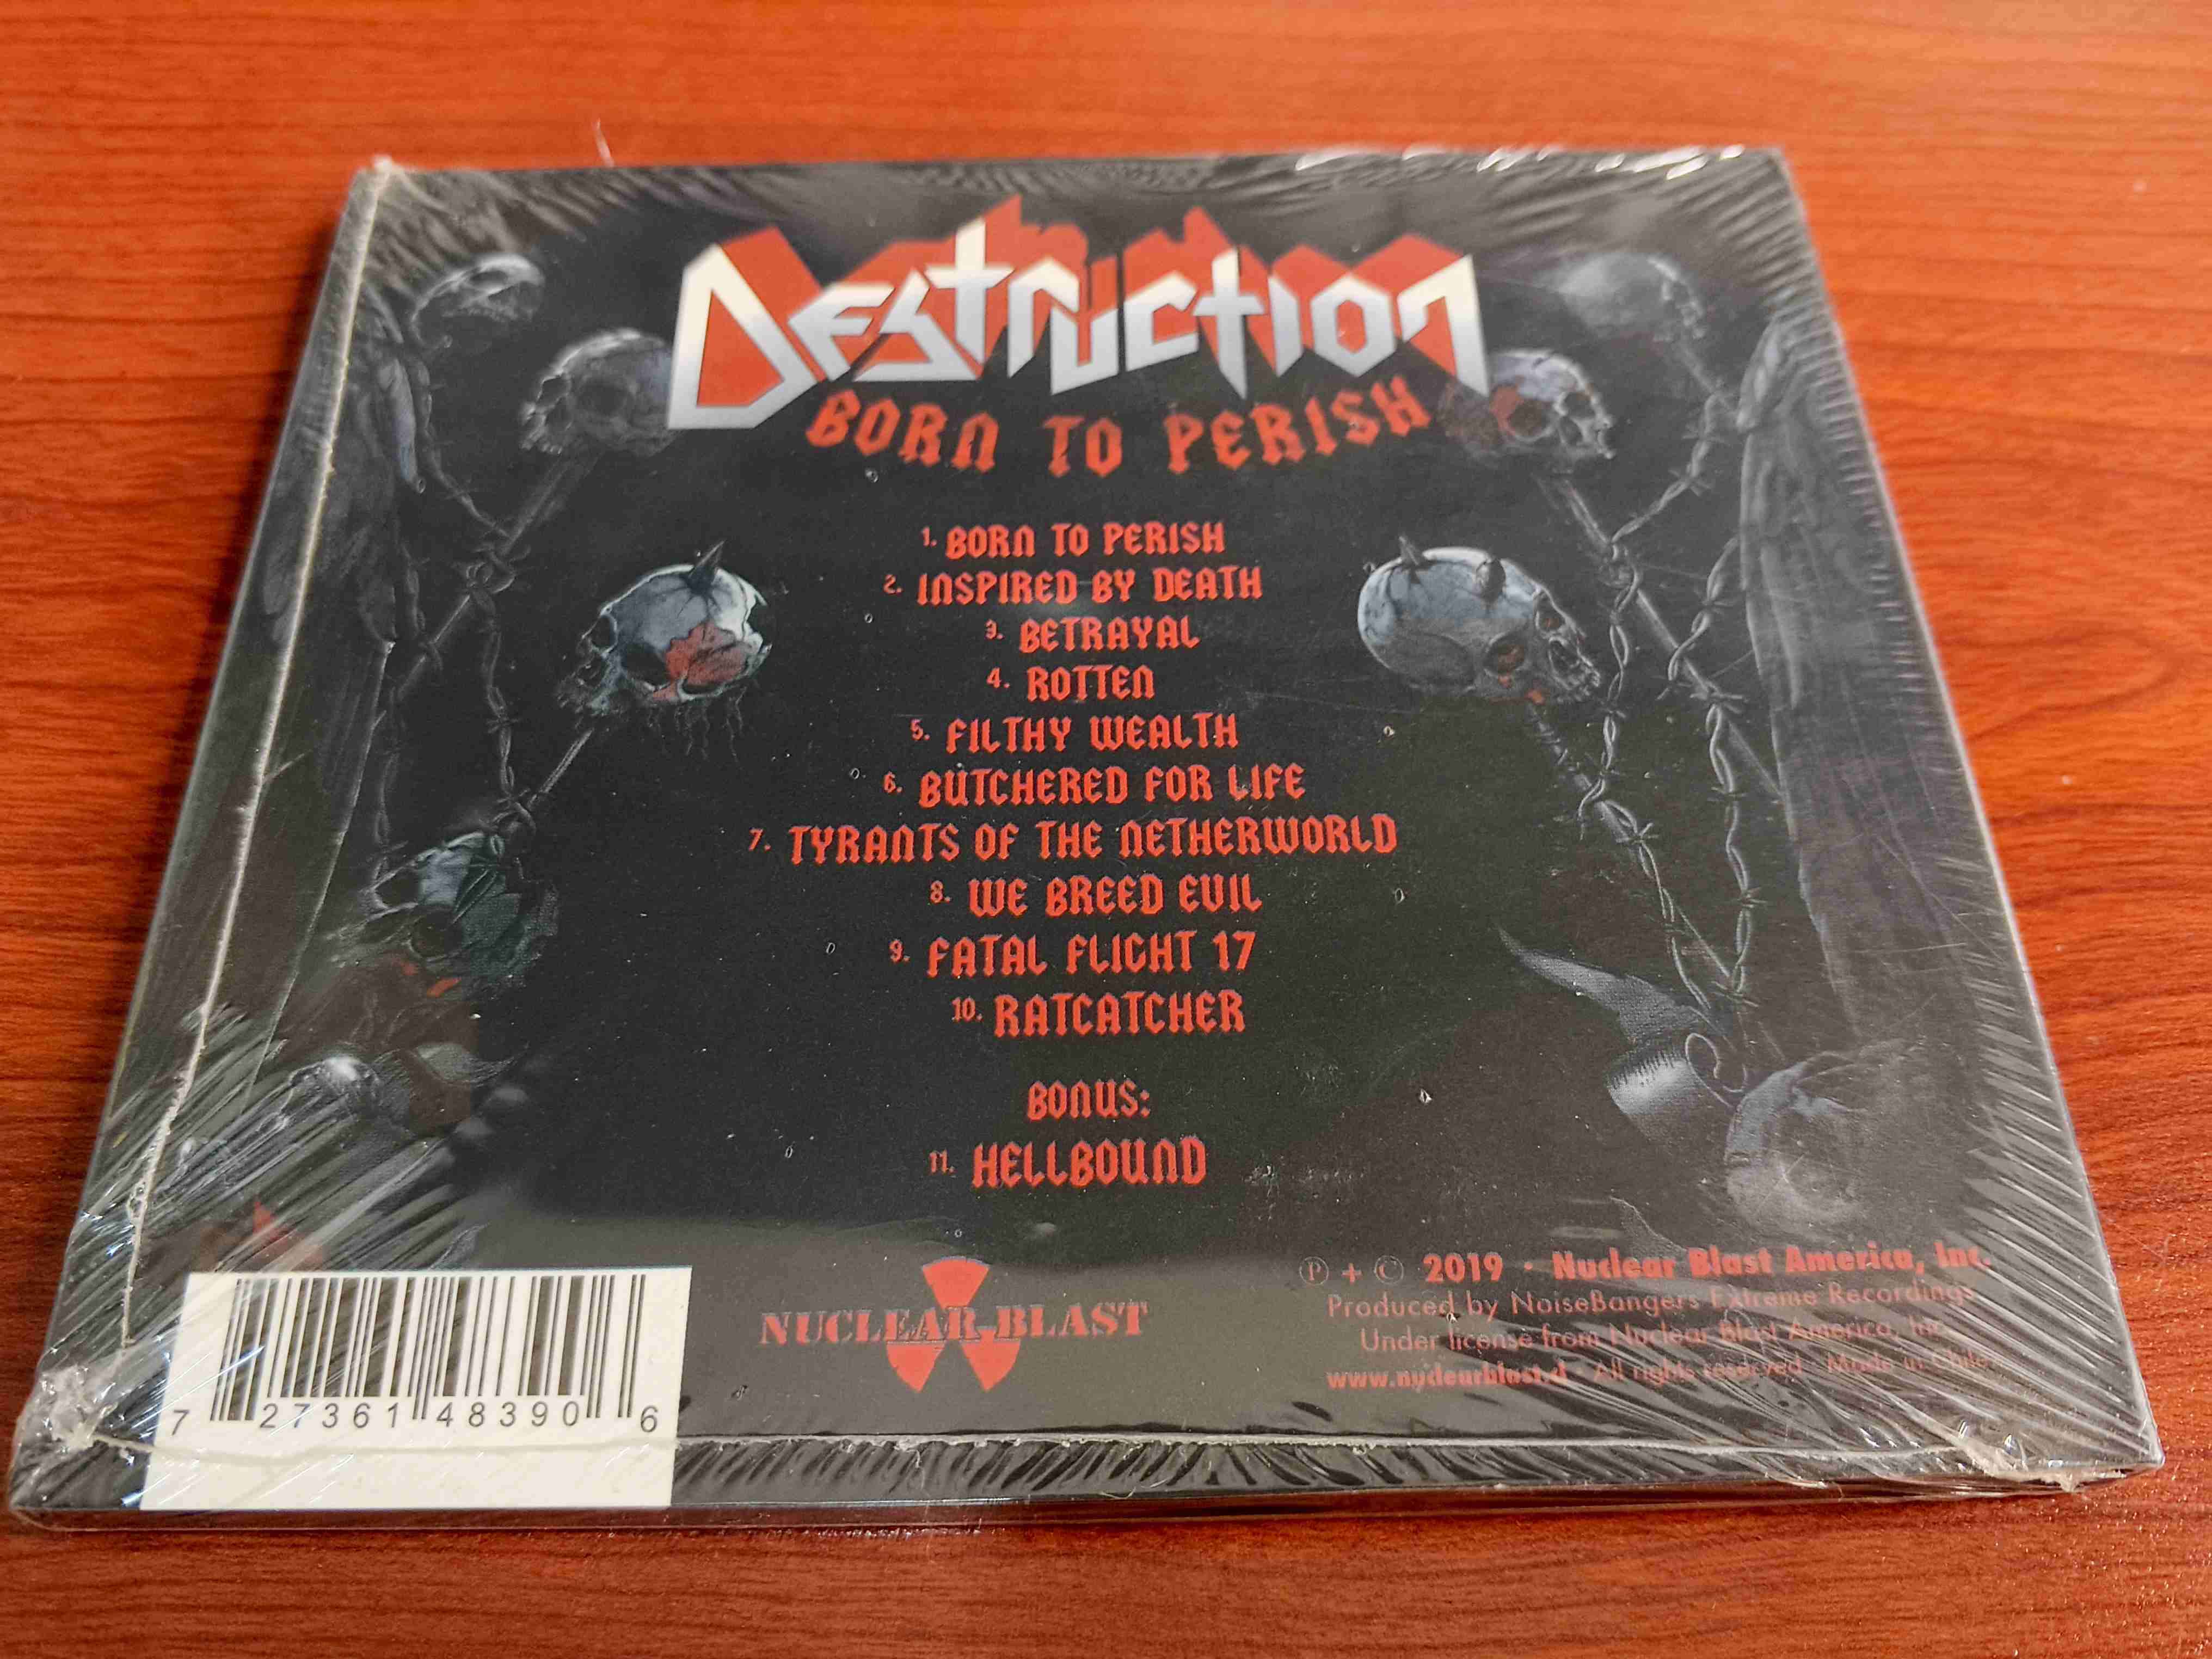 DESTRUCTION
BORN TO PERISH
1. BORN TO PERISH
2. INSPIRED BY DEATH
3. BETRAYAL
4. ROTTEN
5. FILTHY WEALTH
6. BUTCHERED FOR LIFE
7. TYRANTS OF THE NETHERWORLD
8. WE BREED EVIL
9. FATAL FLIGHT 17
10. RATCATCHER
BONUS:
11. HELLBOUND
7 27361 48390 6
NUCLEAR BLAST
Ⓟ + © 2019 · Nuclear Blast America, Inc.
Produced by NoiseBangers Extreme Recordings
Under license from Nuclear Blast America, Inc.
All rights reserved · Made in Chile